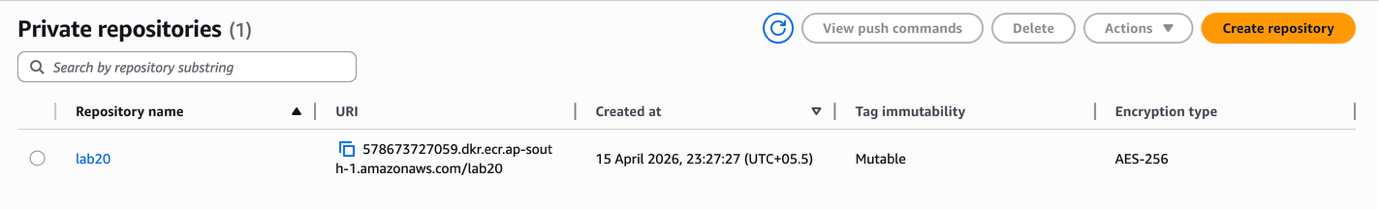 Private repositories (1)
View push commands
Delete
Actions
Create repository
Search by repository substring
Repository name
URI
Created at
Tag immutability
Encryption type
lab20
578673727059.dkr.ecr.ap-sout
h-1.amazonaws.com/lab20
15 April 2026, 23:27:27 (UTC+05.5)
Mutable
AES-256